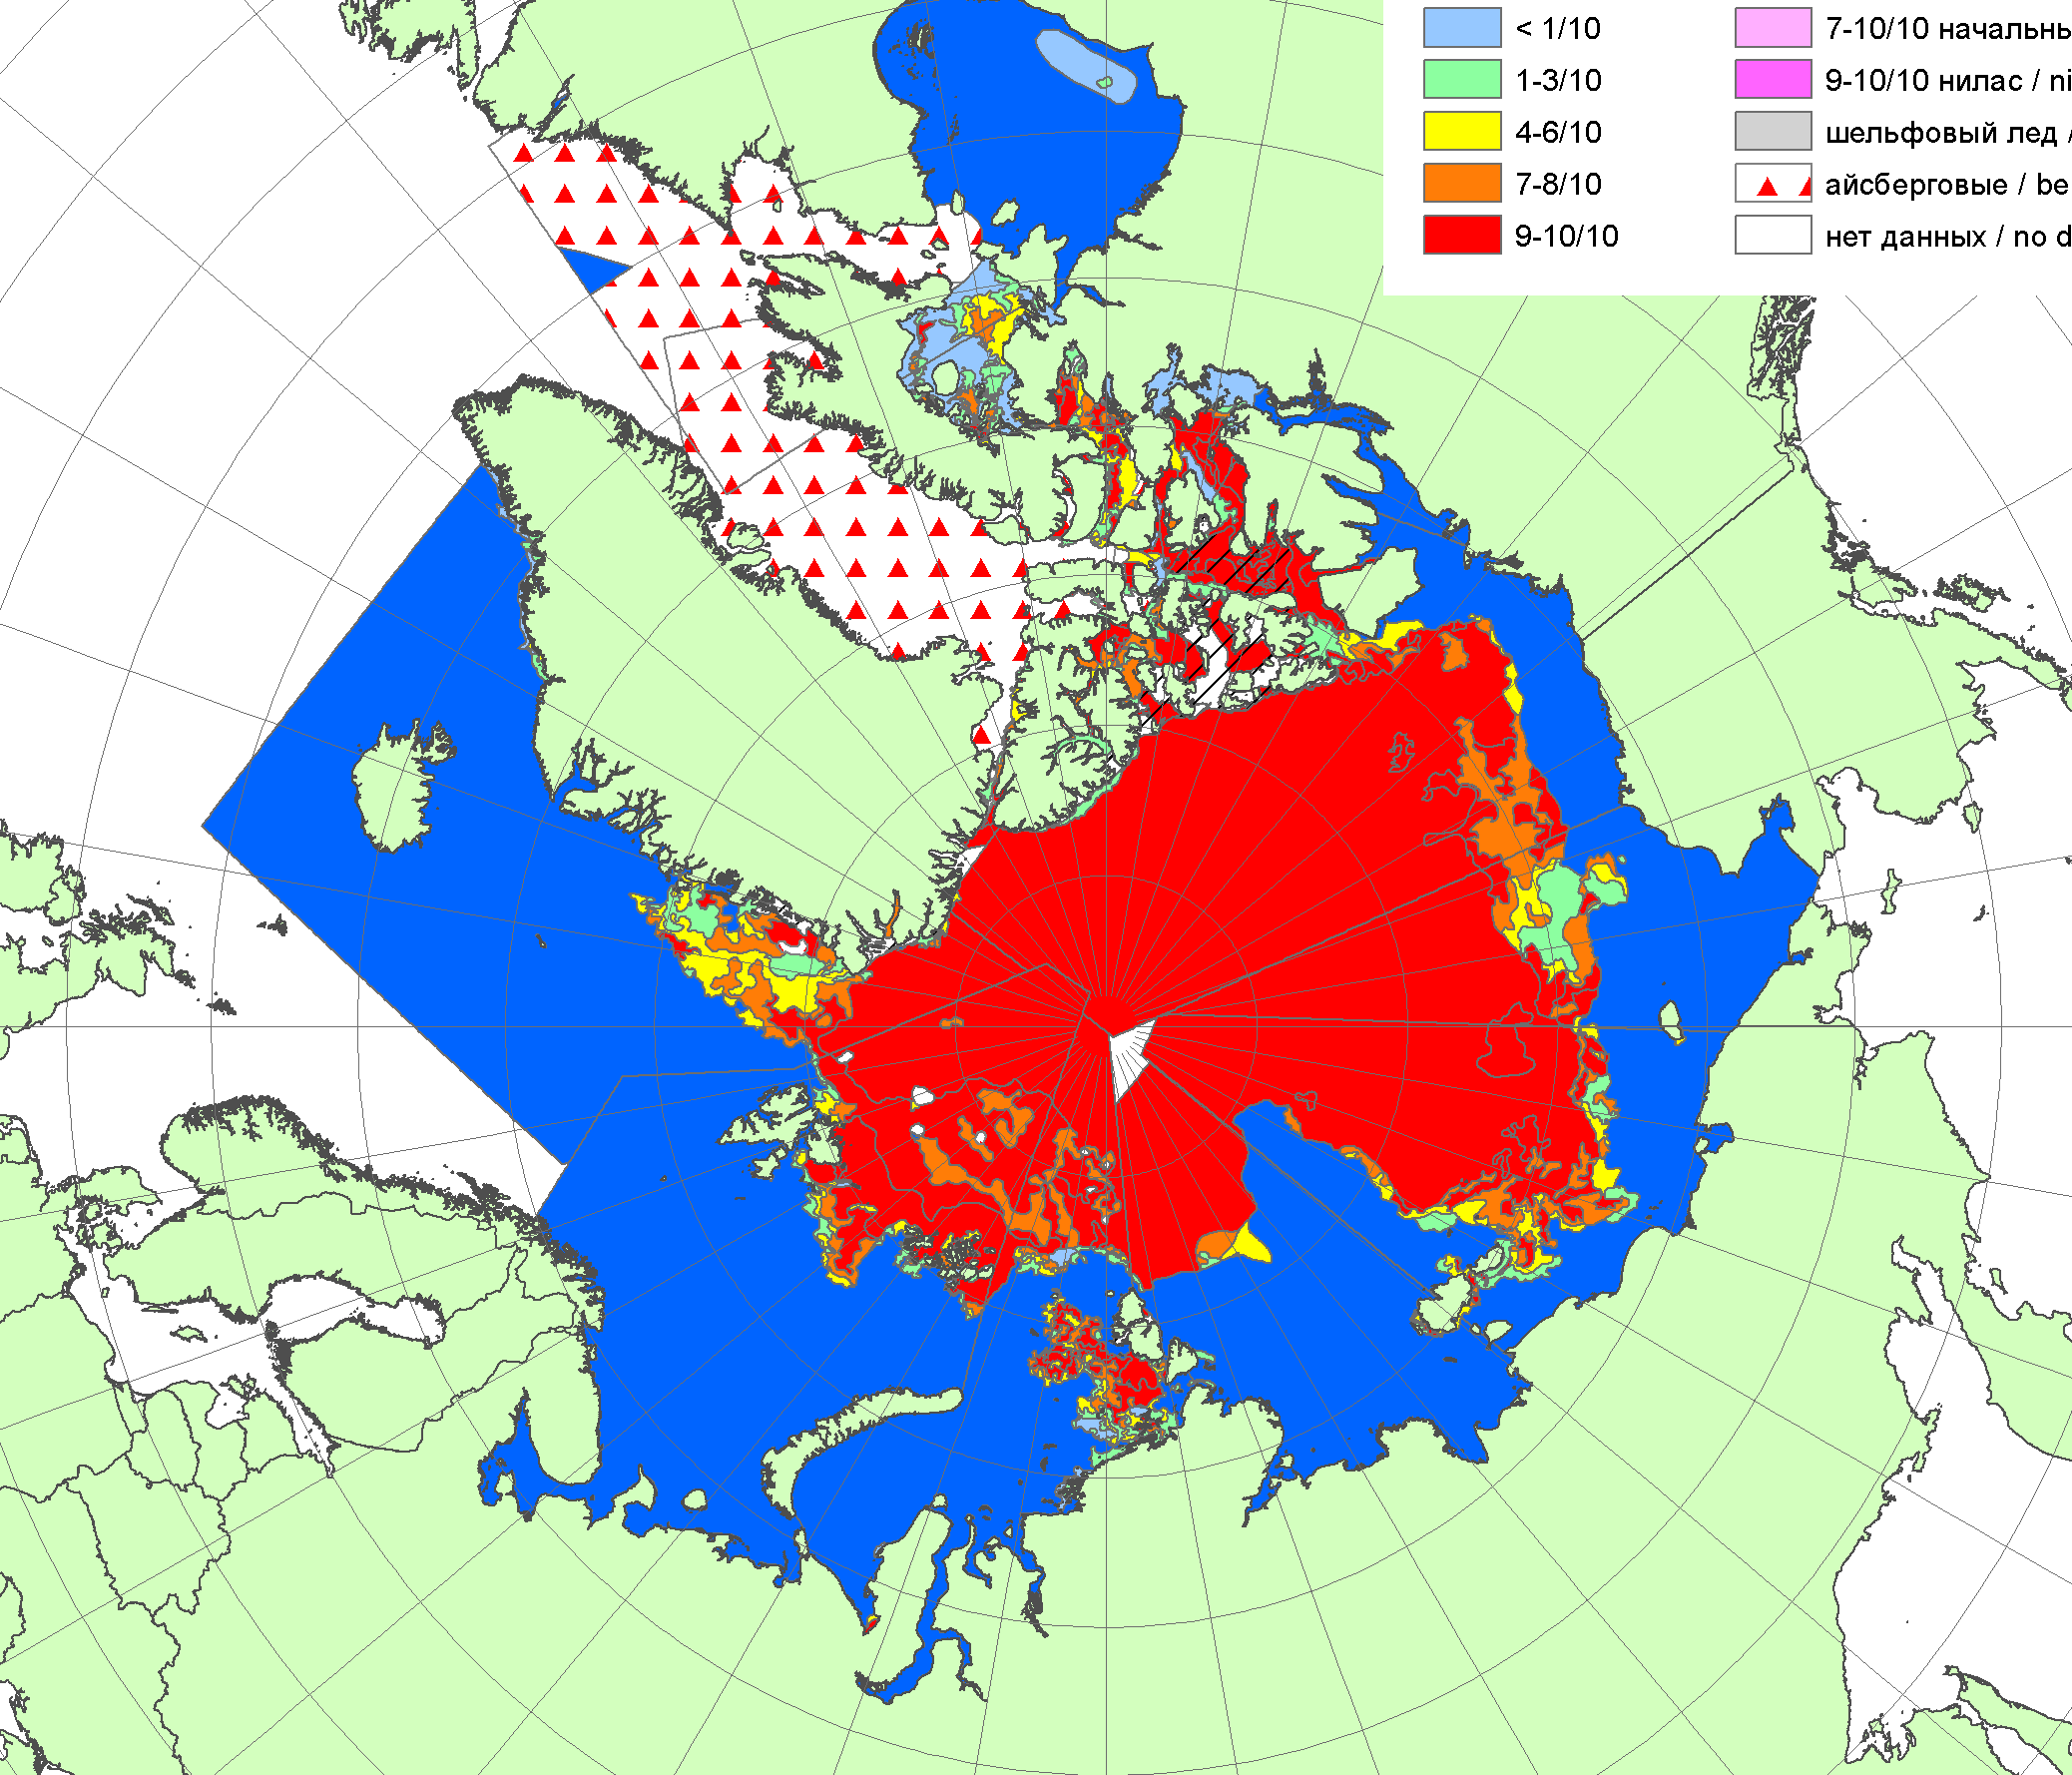 < 1/10
1-3/10
4-6/10
7-8/10
9-10/10
7-10/10 начальны
9-10/10 нилас / ni
шельфовый лед /
айсберговые / be
нет данных / no d